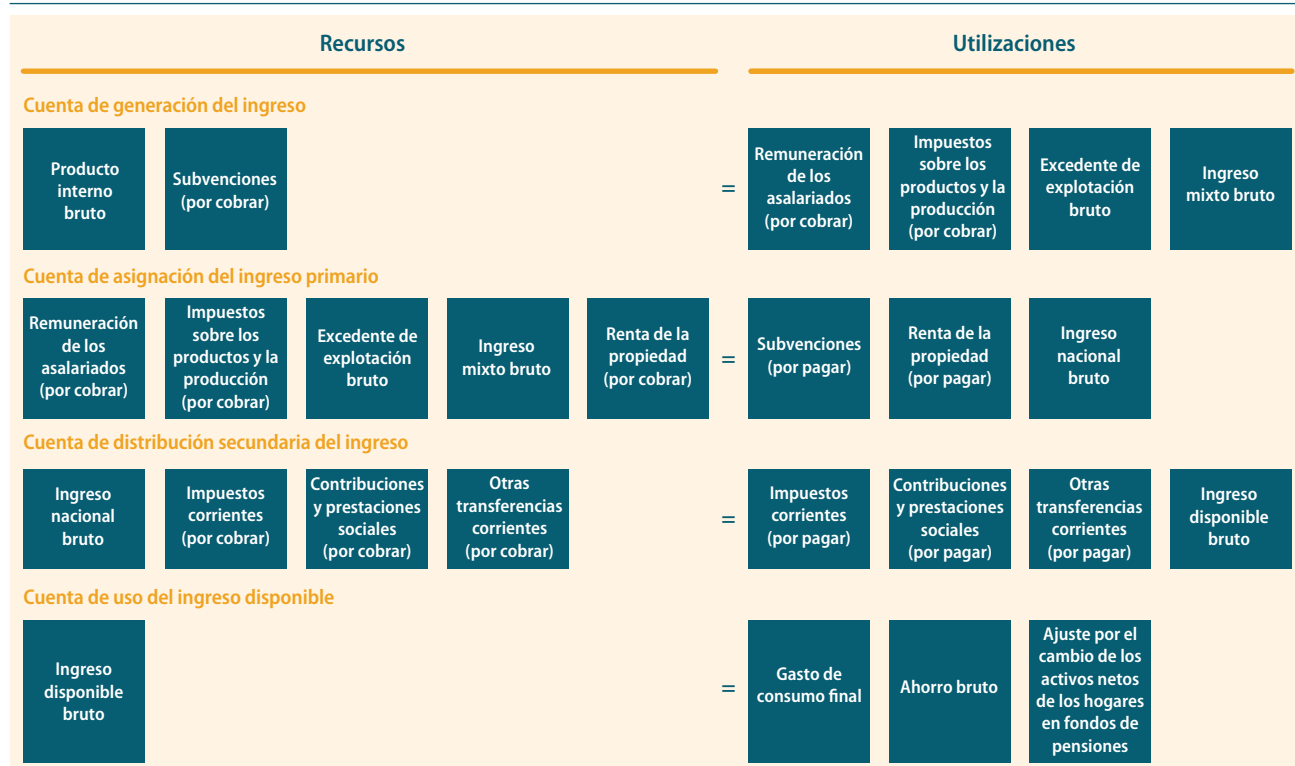 Recursos
Utilizaciones
Cuenta de generación del ingreso
Producto
interno
bruto
Subvenciones
(por cobrar)
=
Remuneración
de los
asalariados
(por cobrar)
Impuestos
sobre los
productos y la
producción
(por cobrar)
Excedente de
explotación
bruto
Ingreso
mixto bruto
Cuenta de asignación del ingreso primario
Remuneración
de los
asalariados
(por cobrar)
Impuestos
sobre los
productos y la
producción
(por cobrar)
Excedente de
explotación
bruto
Ingreso
mixto bruto
Renta de la
propiedad
(por cobrar)
=
Subvenciones
(por pagar)
Renta de la
propiedad
(por pagar)
Ingreso
nacional
bruto
Cuenta de distribución secundaria del ingreso
Ingreso
nacional
bruto
Impuestos
corrientes
(por cobrar)
Contribuciones
y prestaciones
sociales
(por cobrar)
Otras
transferencias
corrientes
(por cobrar)
=
Impuestos
corrientes
(por pagar)
Contribuciones
y prestaciones
sociales
(por pagar)
Otras
transferencias
corrientes
(por pagar)
Ingreso
disponible
bruto
Cuenta de uso del ingreso disponible
Ingreso
disponible
bruto
=
Gasto de
consumo final
Ahorro bruto
Ajuste por el
cambio de los
activos netos
de los hogares
en fondos de
pensiones